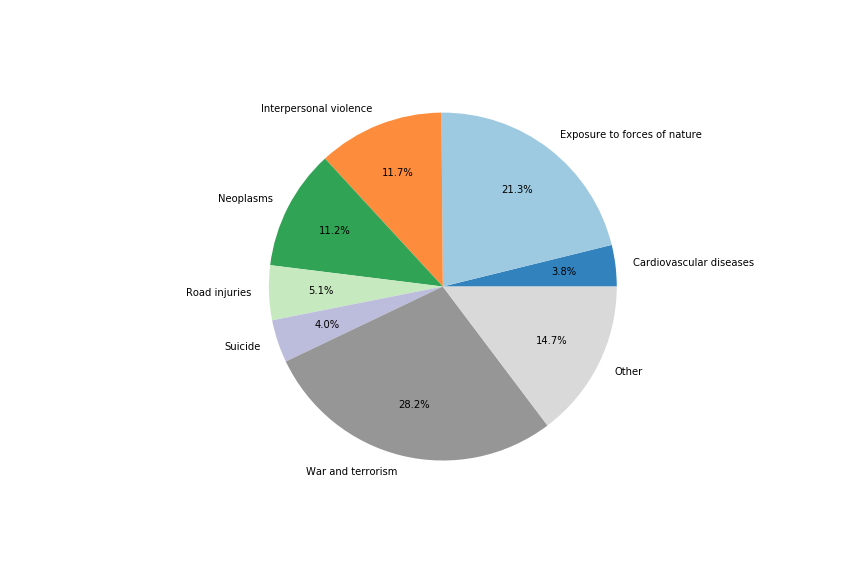 Interpersonal violence
Exposure to forces of nature
11.7%
21.3%
Neoplasms
11.2%
Cardiovascular diseases
3.8%
Road injuries
5.1%
4.0%
Suicide
14.7%
Other
28.2%
War and terrorism